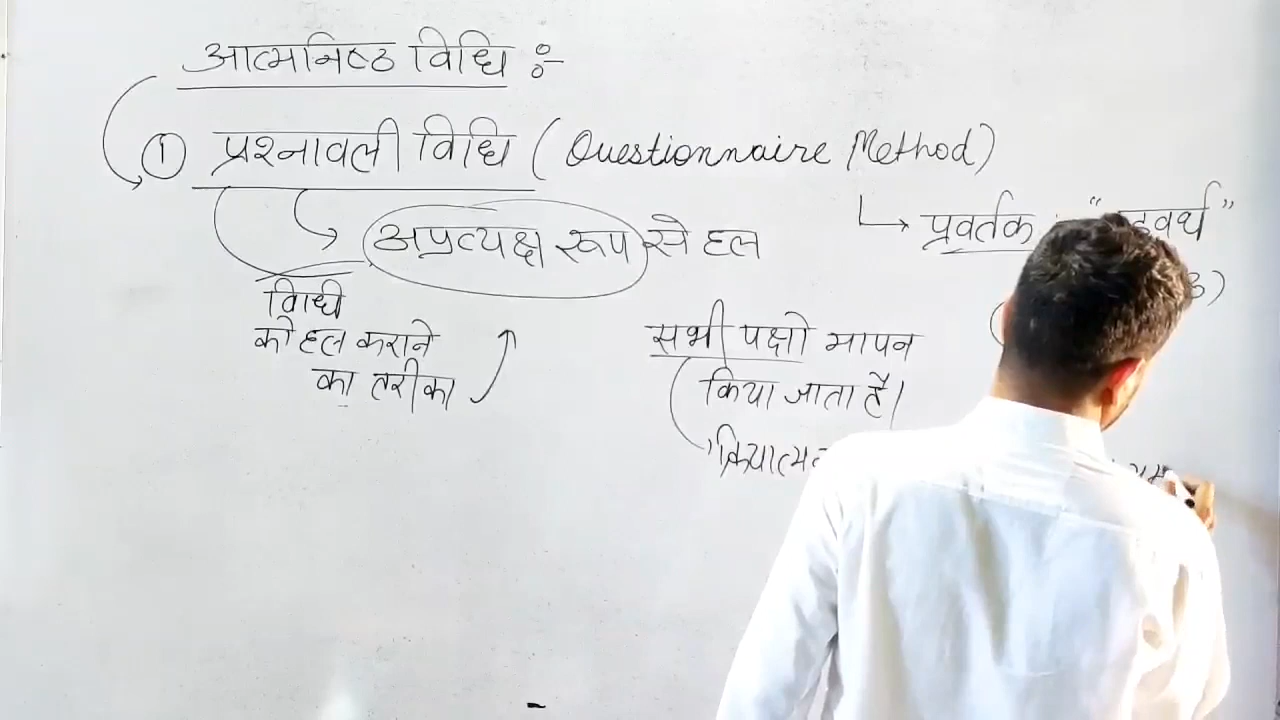 आत्मनिष्ठ विधि :-
① प्रश्नावली विधि ( Questionnaire Method )
↳ प्रवर्तक
अप्रत्यक्ष रूप से हल
विधी
को हल कराने
का तरीका
सभी पक्षो मापन
किया जाता है।